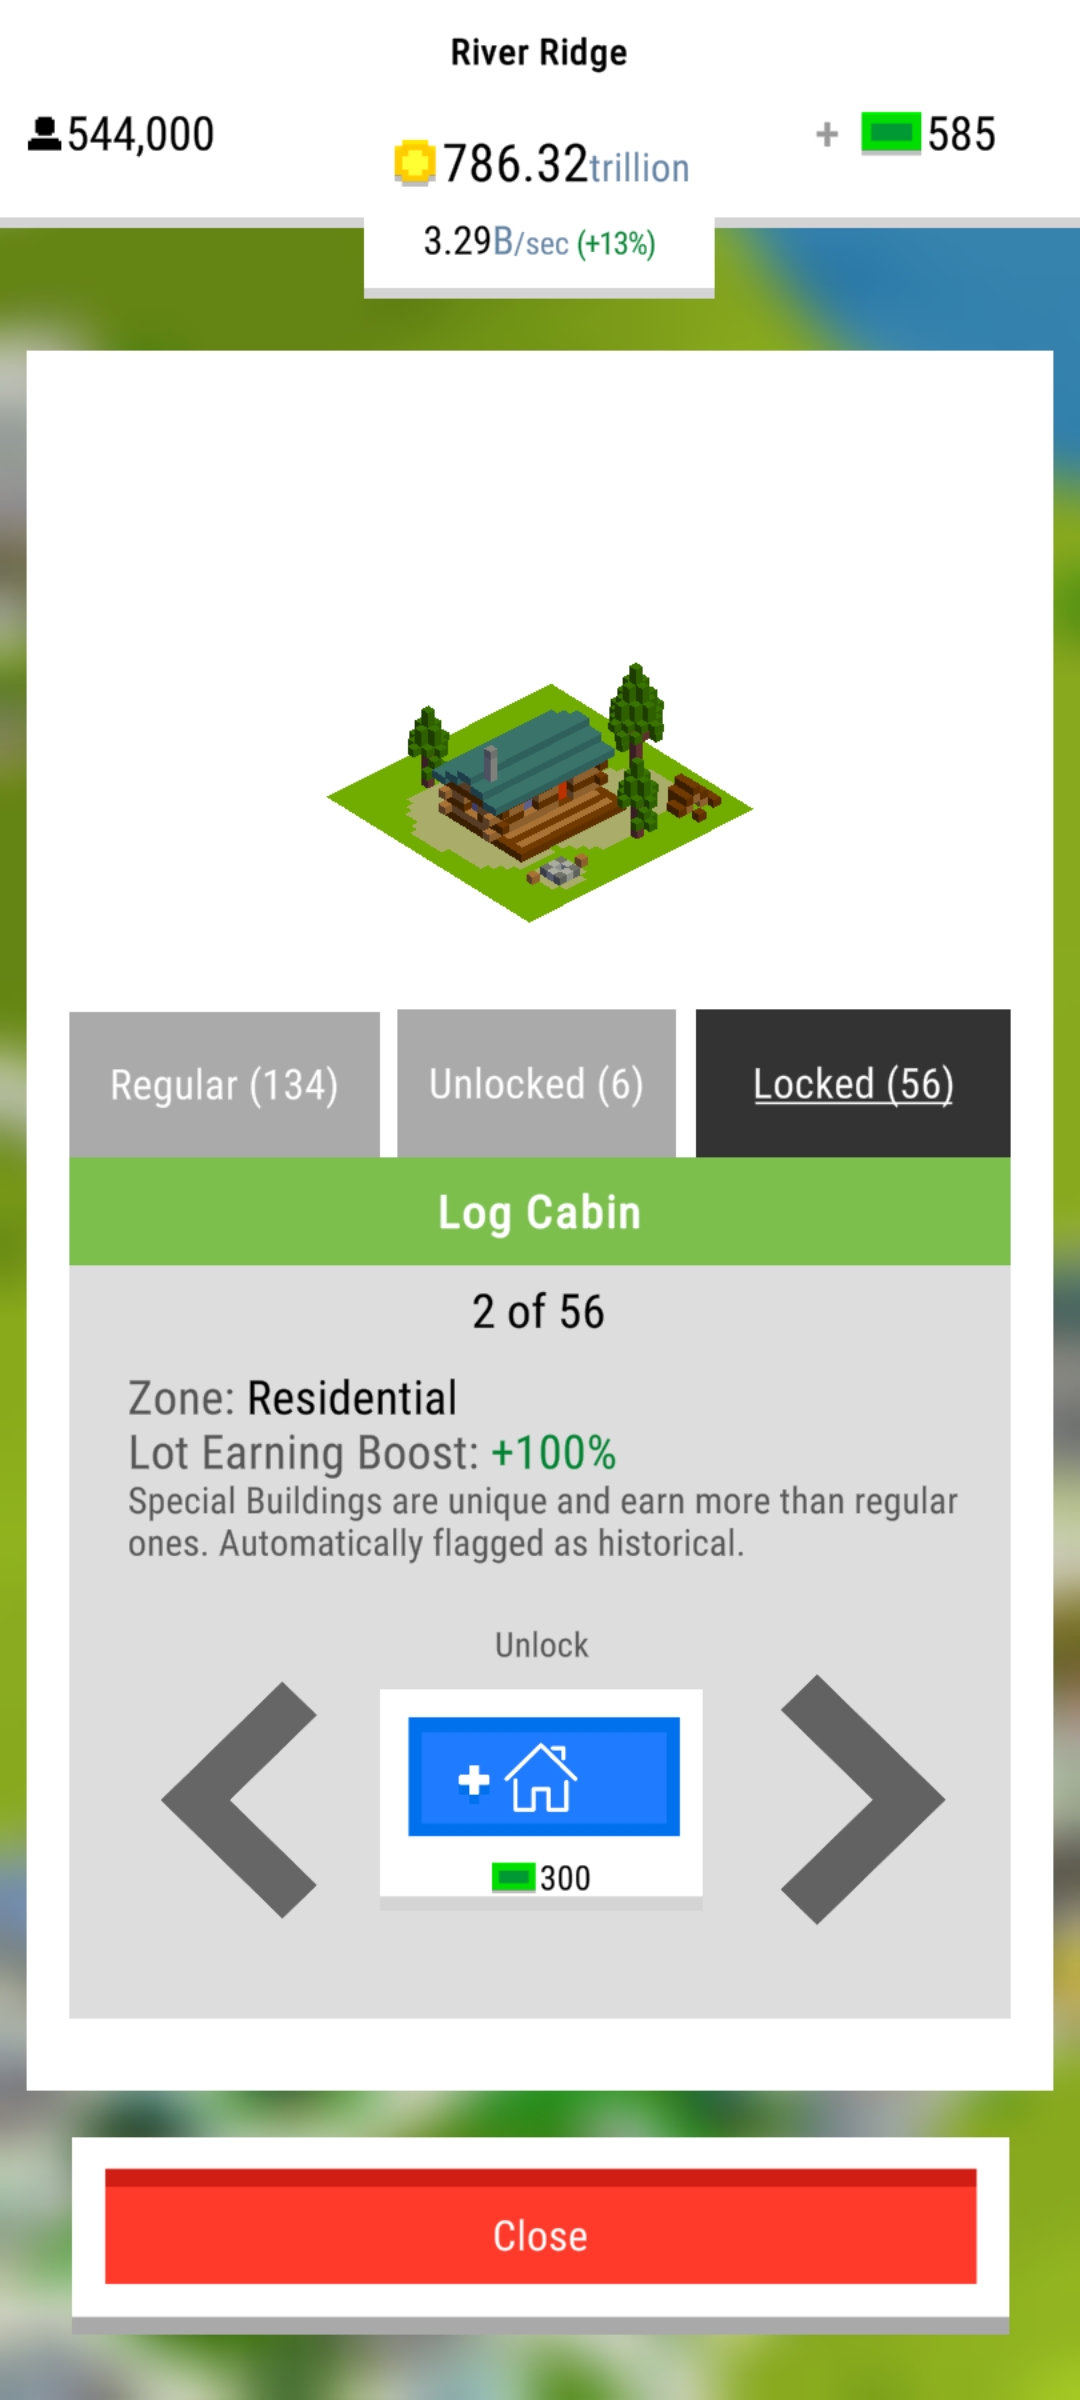 River Ridge
544,000
786.32trillion
+ 585
3.29B/sec (+13%)
Regular (134)
Unlocked (6)
Locked (56)
Log Cabin
2 of 56
Zone: Residential
Lot Earning Boost: +100%
Special Buildings are unique and earn more than regular
ones. Automatically flagged as historical.
Unlock
+
300
Close